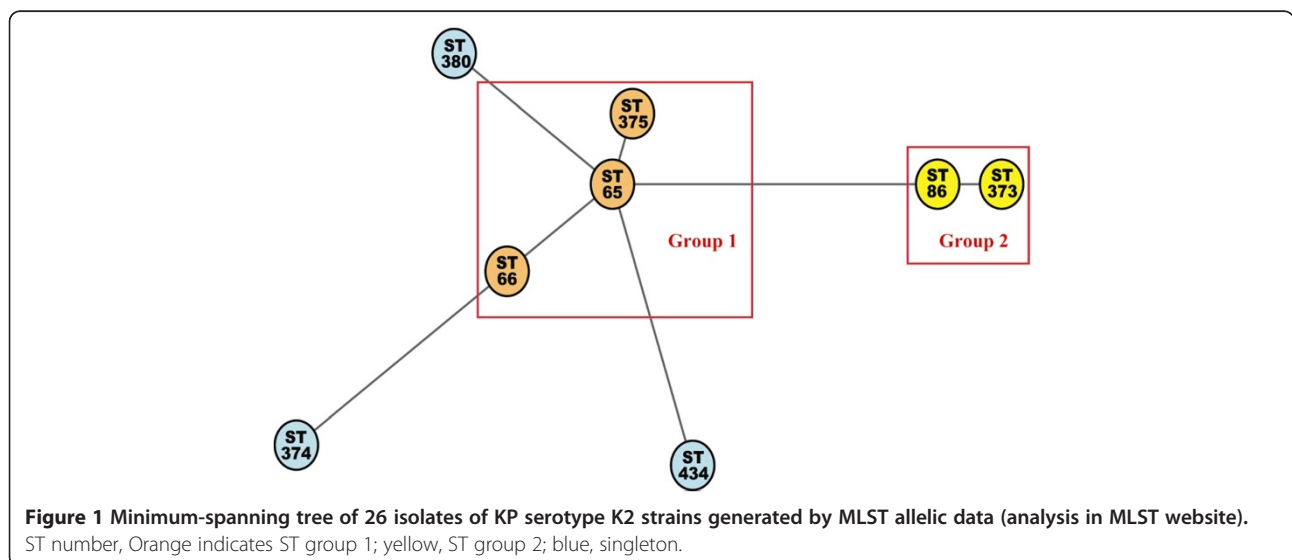 ST
380
ST
375
ST
65
ST
86
ST
373
Group 1
Group 2
ST
66
ST
374
ST
434
Figure 1 Minimum-spanning tree of 26 isolates of KP serotype K2 strains generated by MLST allelic data (analysis in MLST website).
ST number, Orange indicates ST group 1; yellow, ST group 2; blue, singleton.